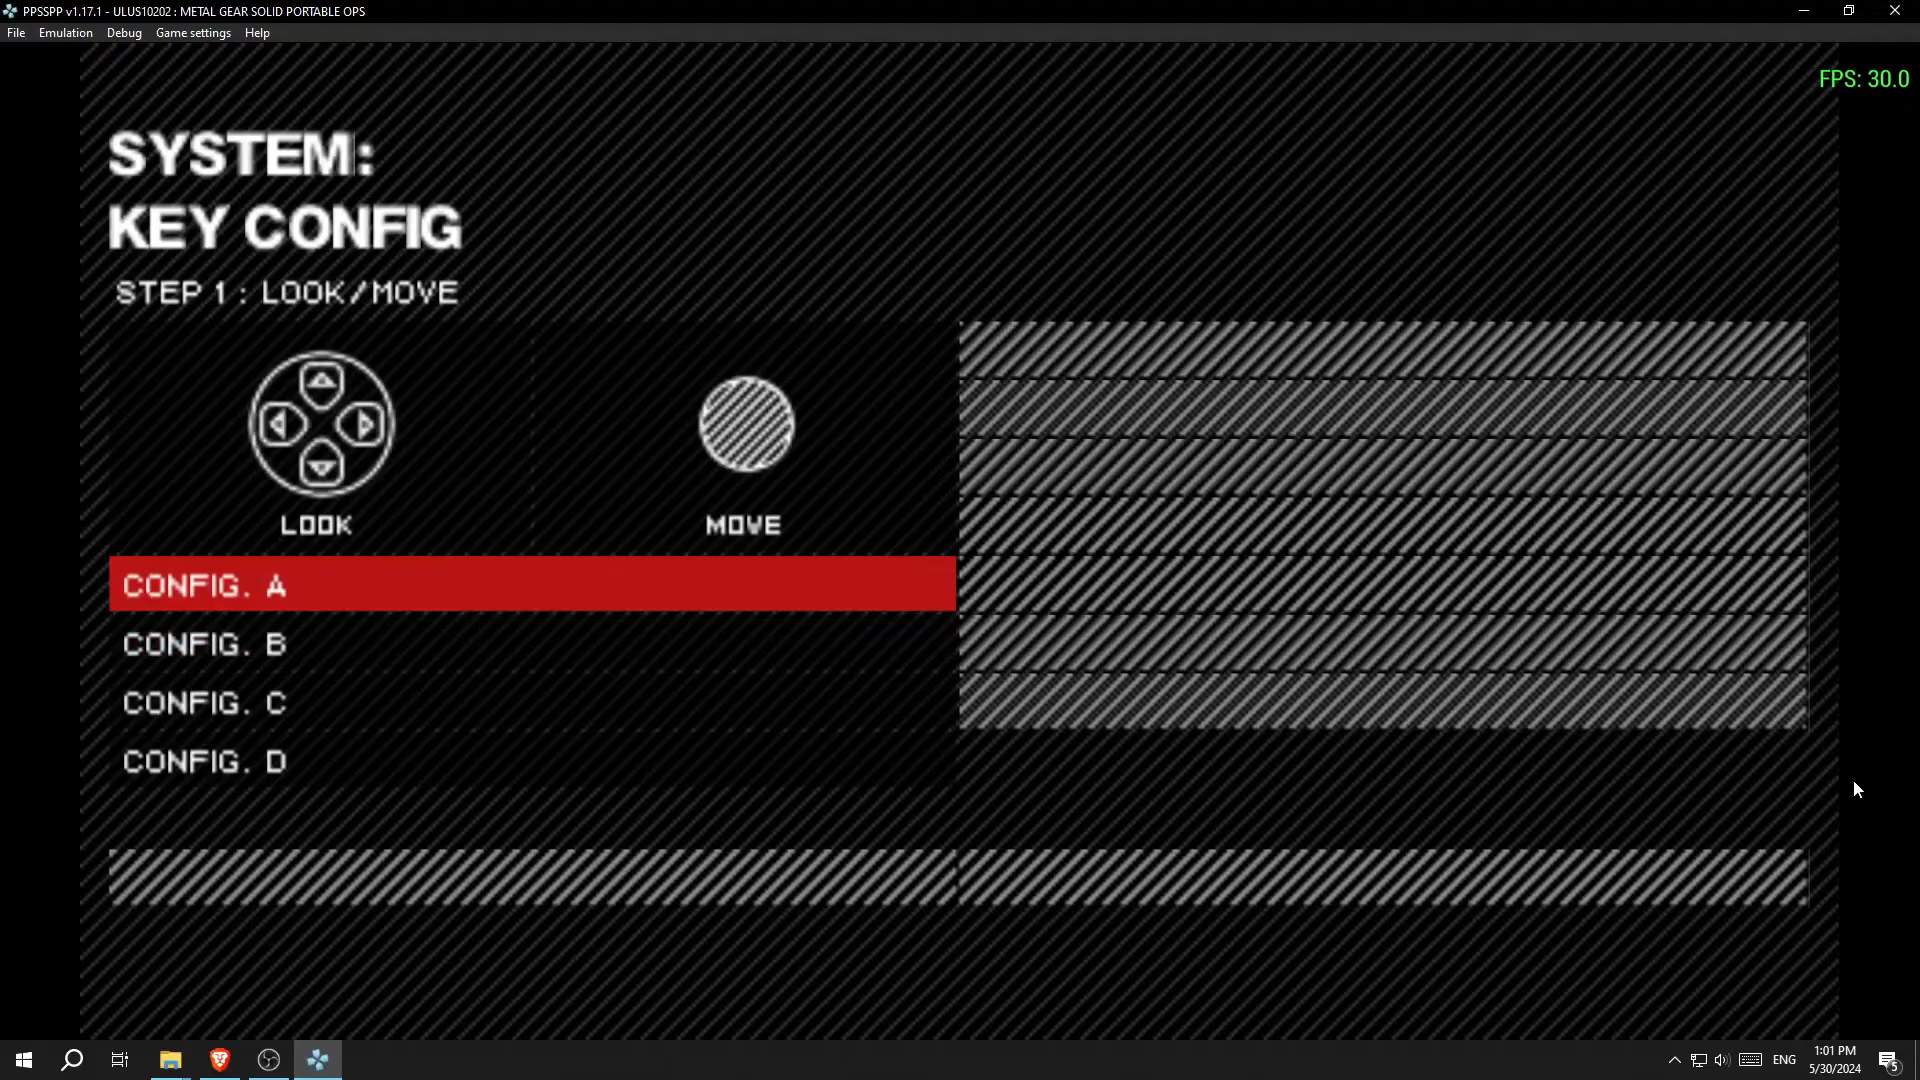 PPSSPP v1.17.1 - ULUS10202 : METAL GEAR SOLID PORTABLE OPS
File Emulation Debug Game settings Help
FPS: 30.0
SYSTEM:
KEY CONFIG
STEP 1 : LOOK/MOVE
LOOK MOVE
CONFIG. A
CONFIG. B
CONFIG. C
CONFIG. D
ENG
1:01 PM
5/30/2024
5